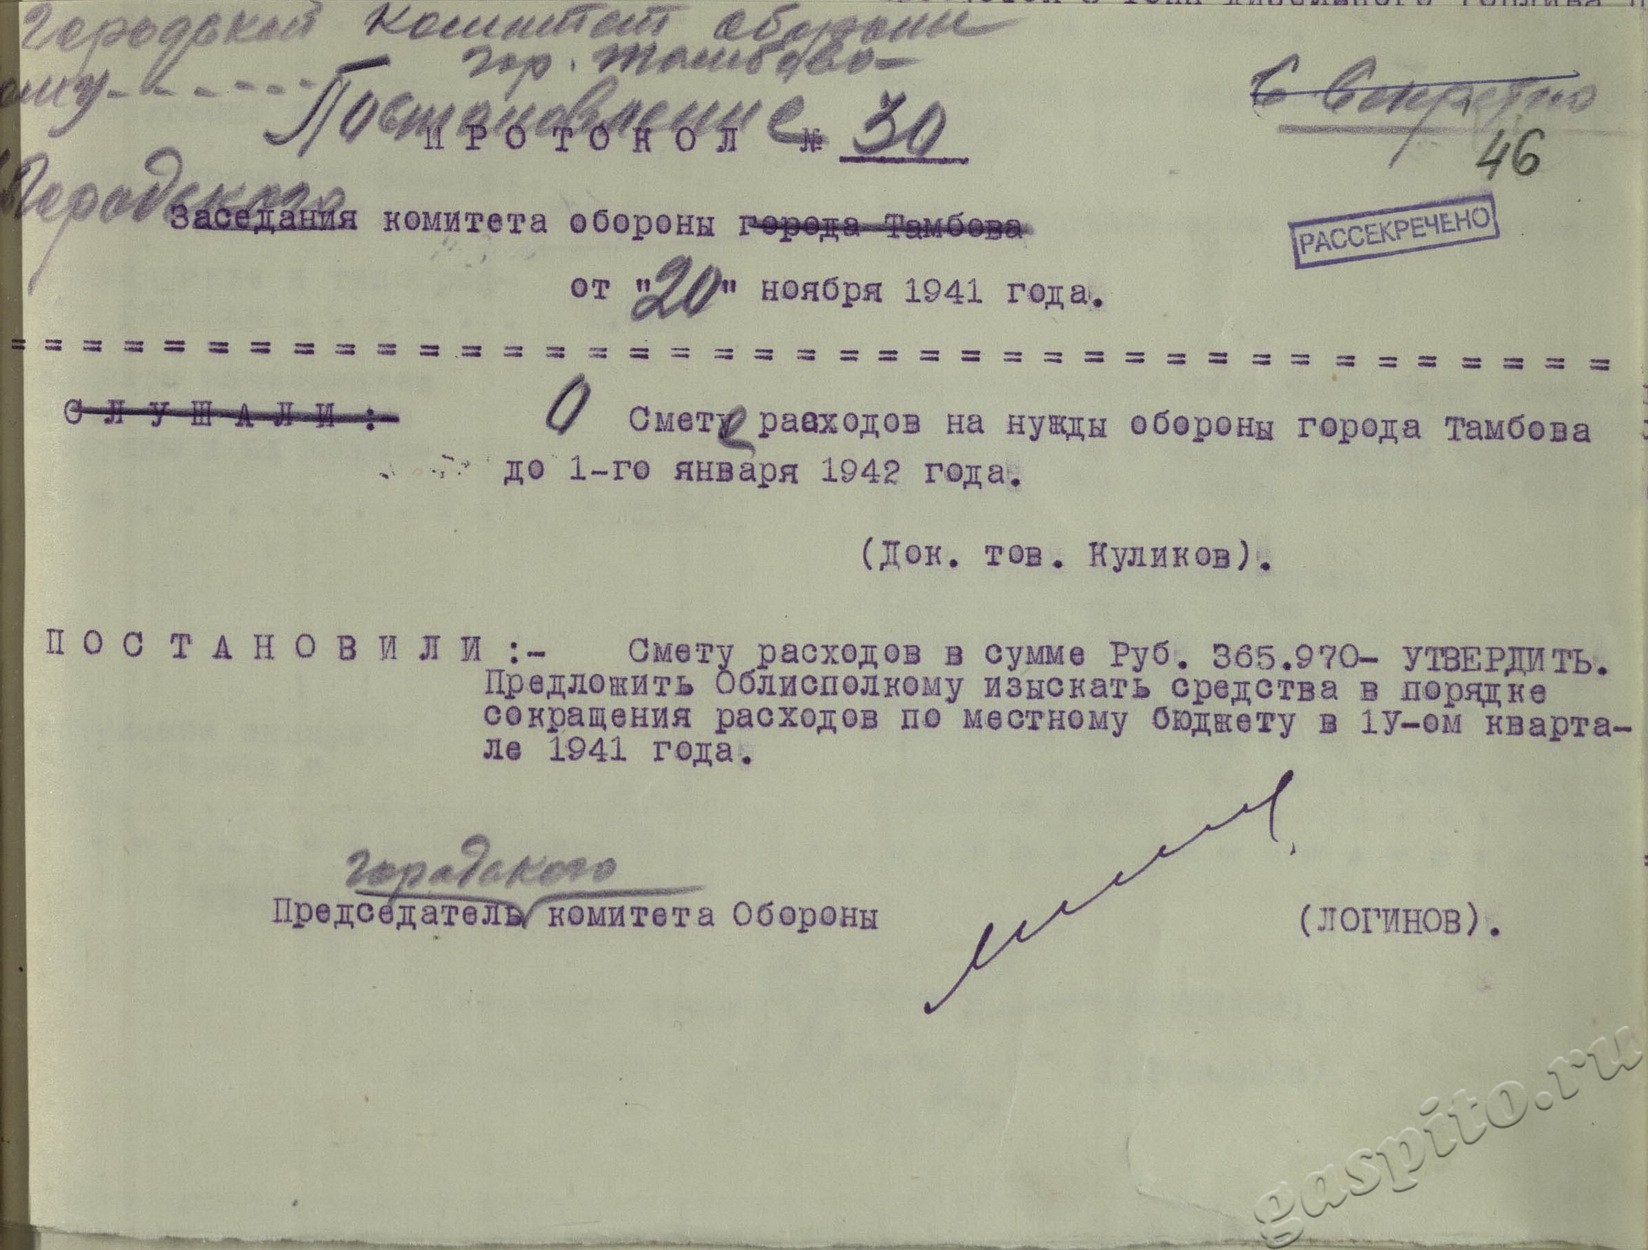 Городской Комитет обороны
гор. Тамбова
Секретно
Постановление
ПРОТОКОЛ № 30
46
Городского
Заседания комитета обороны города Тамбова
РАССЕКРЕЧЕНО
от "20" ноября 1941 года.
= = = = = = = = = = = = = = = = = = = = = = = = = = = = = = = = = = = = = = =
СЛУШАЛИ: О Смете расходов на нужды обороны города Тамбова
до 1-го января 1942 года.
(Док. тов. Куликов).
ПОСТАНОВИЛИ:- Смету расходов в сумме Руб. 365.970- УТВЕРДИТЬ.
Предложить Облисполкому изыскать средства в порядке
сокращения расходов по местному бюджету в 1У-ом кварта-
ле 1941 года.
Городского
Председатель комитета Обороны (ЛОГИНОВ).
gaspito.ru